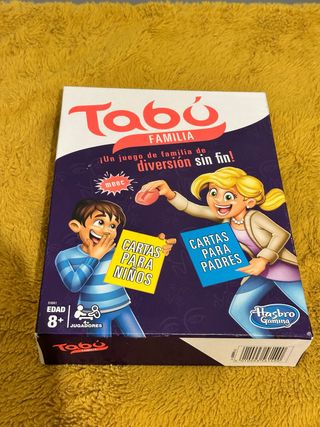 Tabú
FAMILIA
¡Un juego de familia de
diversión sin fin!
meec
CARTAS
PARA
NIÑOS
CARTAS
PARA
PADRES
EDAD
8+
JUGADORES
Hasbro
Gaming
Tabú